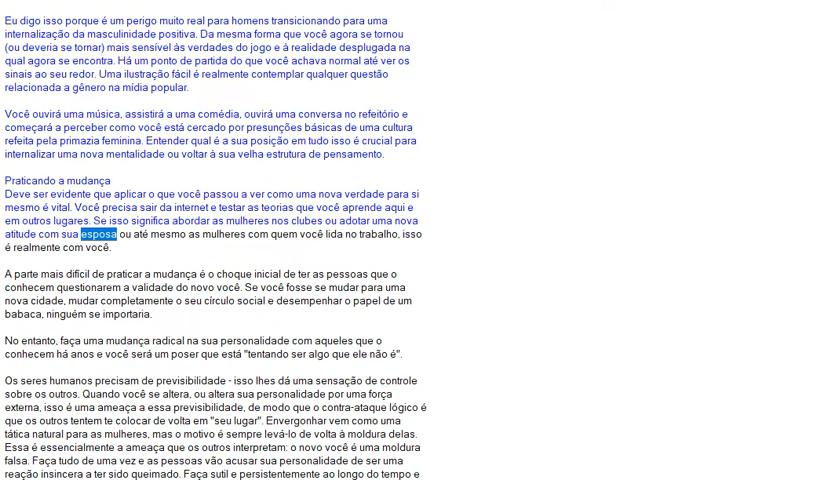 Eu digo isso porque é um perigo muito real para homens transicionando para uma
internalização da masculinidade positiva. Da mesma forma que você agora se tornou
(ou deveria se tornar) mais sensível às verdades do jogo e à realidade desplugada na
qual agora se encontra. Há um ponto de partida do que você achava normal até ver os
sinais ao seu redor. Uma ilustração fácil é realmente contemplar qualquer questão
relacionada a gênero na mídia popular.
Você ouvirá uma música, assistirá a uma comédia, ouvirá uma conversa no refeitório e
começará a perceber como você está cercado por presunções básicas de uma cultura
refeita pela primazia feminina. Entender qual é a sua posição em tudo isso é crucial para
internalizar uma nova mentalidade ou voltar à sua velha estrutura de pensamento.
Praticando a mudança
Deve ser evidente que aplicar o que você passou a ver como uma nova verdade para si
mesmo é vital. Você precisa sair da internet e testar as teorias que você aprende aqui e
em outros lugares. Se isso significa abordar as mulheres nos clubes ou adotar uma nova
atitude com sua esposa ou até mesmo as mulheres com quem você lida no trabalho, isso
é realmente com você.
A parte mais difícil de praticar a mudança é o choque inicial de ter as pessoas que o
conhecem questionarem a validade do novo você. Se você fosse se mudar para uma
nova cidade, mudar completamente o seu círculo social e desempenhar o papel de um
babaca, ninguém se importaria.
No entanto, faça uma mudança radical na sua personalidade com aqueles que o
conhecem há anos e você será um poser que está "tentando ser algo que ele não é".
Os seres humanos precisam de previsibilidade - isso lhes dá uma sensação de controle
sobre os outros. Quando você se altera, ou altera sua personalidade por uma força
externa, isso é uma ameaça a essa previsibilidade, de modo que o contra-ataque lógico é
que os outros tentem te colocar de volta em "seu lugar". Envergonhar vem como uma
tática natural para as mulheres, mas o motivo é sempre levá-lo de volta à moldura delas.
Essa é essencialmente a ameaça que os outros interpretam: o novo você é uma moldura
falsa. Faça tudo de uma vez e as pessoas vão acusar sua personalidade de ser uma
reação insincera a ter sido queimado. Faça sutil e persistentemente ao longo do tempo e